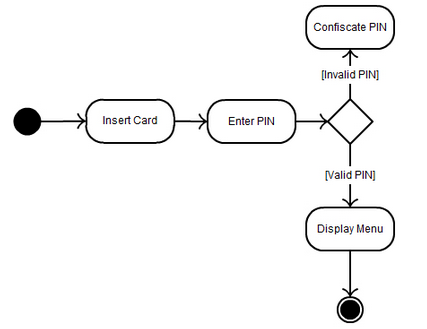 Confiscate PIN
[Invalid PIN]
Insert Card
Enter PIN
[Valid PIN]
Display Menu